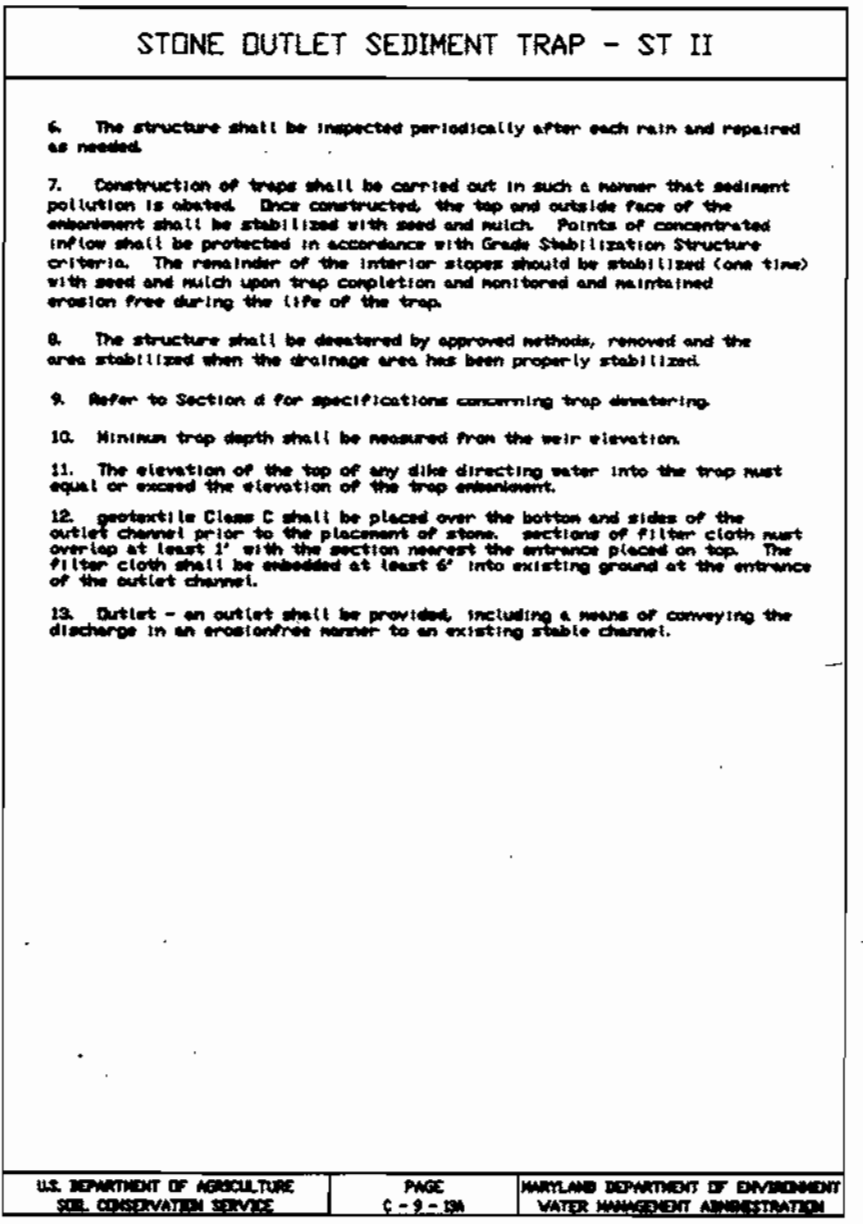 STONE OUTLET SEDIMENT TRAP - ST II
6. The structure shall be inspected periodically after each rain and repaired
as needed.
7. Construction of traps shall be carried out in such a manner that sediment
pollution is abated. Once constructed, the top and outside face of the
embankment shall be stabilized with seed and mulch. Points of concentrated
inflow shall be protected in accordance with Grade Stabilization Structure
criteria. The remainder of the interior slopes should be stabilized (one time)
with seed and mulch upon trap completion and monitored and maintained
erosion free during the life of the trap.
8. The structure shall be dewatered by approved methods, removed and the
area stabilized when the drainage area has been properly stabilized.
9. Refer to Section d for specifications concerning trap dewatering.
10. Minimum trap depth shall be measured from the weir elevation.
11. The elevation of the top of any dike directing water into the trap must
equal or exceed the elevation of the trap embankment.
12. geotextile Class C shall be placed over the bottom and sides of the
outlet channel prior to the placement of stone. sections of filter cloth must
overlap at least 1' with the section nearest the entrance placed on top. The
filter cloth shall be embedded at least 6' into existing ground at the entrance
of the outlet channel.
13. Outlet - an outlet shall be provided, including a means of conveying the
discharge in an erosionfree manner to an existing stable channel.
U.S. DEPARTMENT OF AGRICULTURE
SOIL CONSERVATION SERVICE
PAGE
C - 9 - 13A
MARYLAND DEPARTMENT OF ENVIRONMENT
WATER MANAGEMENT ADMINISTRATION